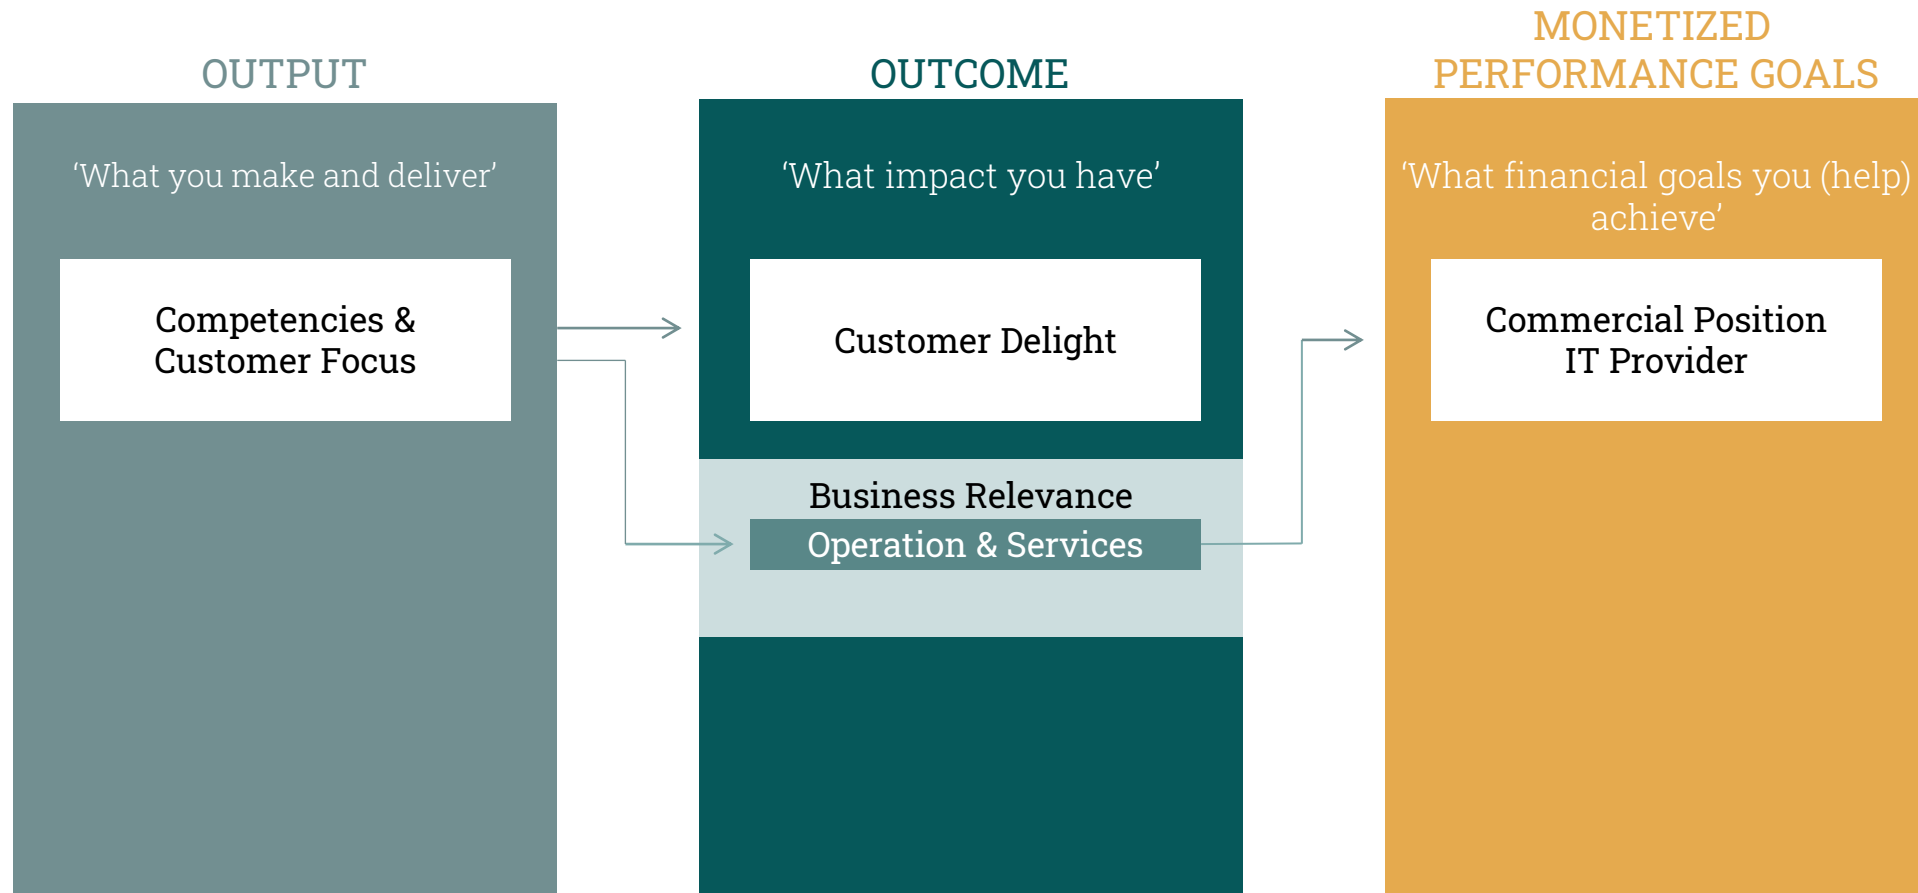 OUTPUT
‘What you make and deliver’
Competencies &
Customer Focus
OUTCOME
‘What impact you have’
Customer Delight
Business Relevance
Operation & Services
MONETIZED
PERFORMANCE GOALS
‘What financial goals you (help)
achieve’
Commercial Position
IT Provider